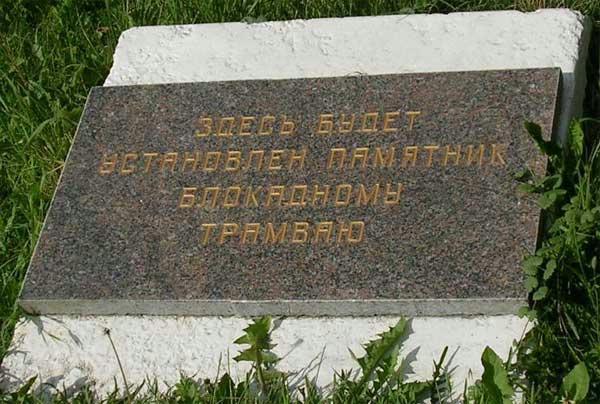 ЗДЕСЬ БУДЕТ
УСТАНОВЛЕН ПАМЯТНИК
БЛОКАДНОМУ
ТРАМВАЮ